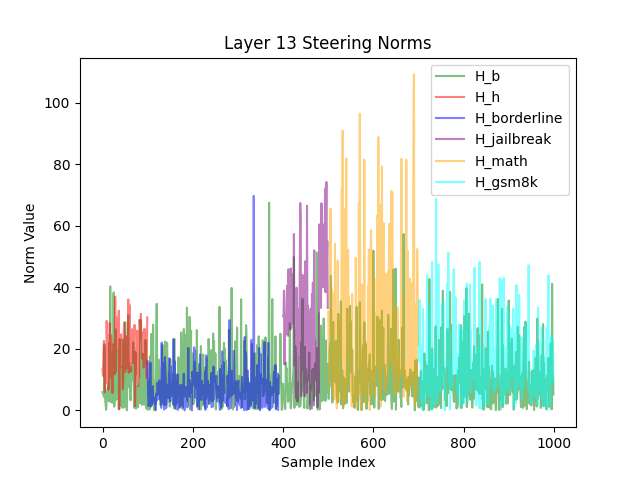 Layer 13 Steering Norms
Norm Value
100
80
60
40
20
0
H_b
H_h
H_borderline
H_jailbreak
H_math
H_gsm8k
0
200
400
600
800
1000
Sample Index